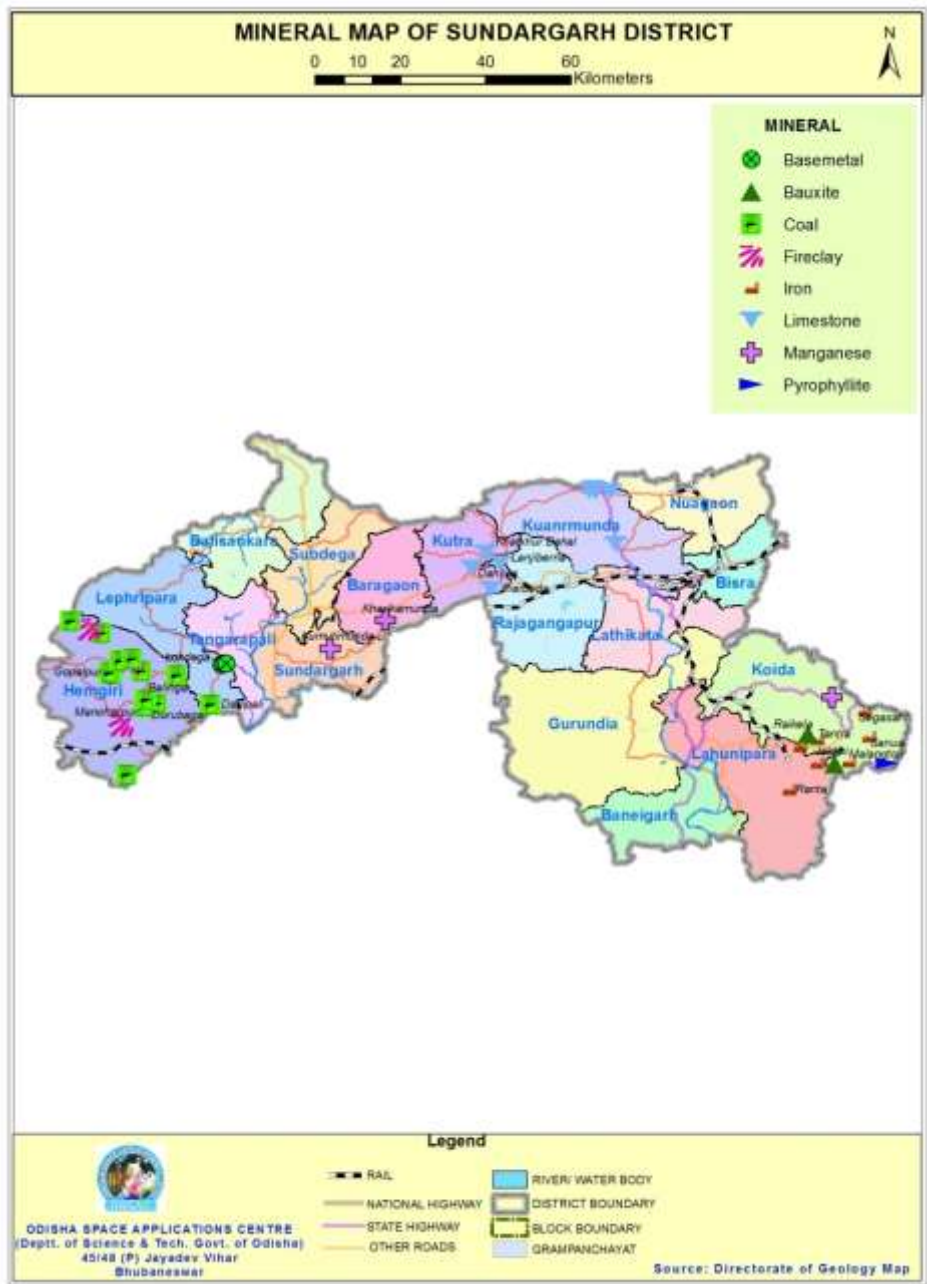 MINERAL MAP OF SUNDARGARH DISTRICT
N
0 10 20 40 60
Kilometers
MINERAL
Basemetal
Bauxite
Coal
Fireclay
Iron
Limestone
Manganese
Pyrophyllite
Nuagaon
Kuanrmunda
Balisankara
Subdega
Kutra
Lanjiberna
Bisra
Lephripara
Baragaon
Khankarmunda
Rajagangapur
Lathikata
Tangarapali
Sundargarh
Koida
Gopalpur
Hemgiri
Gurundia
Lahunipara
Baneigarh
Legend
RAIL
NATIONAL HIGHWAY
STATE HIGHWAY
OTHER ROADS
RIVER/ WATER BODY
DISTRICT BOUNDARY
BLOCK BOUNDARY
GRAMPANCHAYAT
ODISHA SPACE APPLICATIONS CENTRE
(Deptt. of Science & Tech. Govt. of Odisha)
45/48 (P) Jayadev Vihar
Bhubaneswar
Source: Directorate of Geology Map